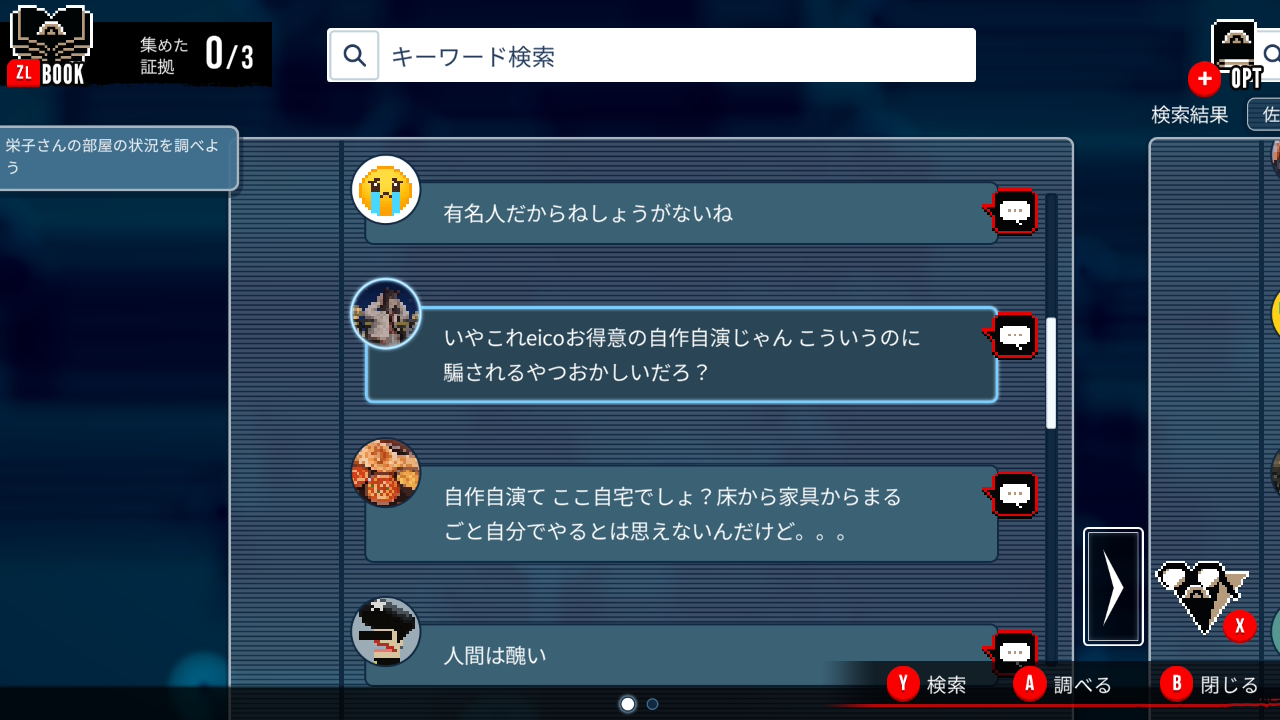 集めた
証拠
0/3
ZL
BOOK
キーワード検索
+
OPT
検索結果
佐
栄子さんの部屋の状況を調べよ
う
有名人だからねしょうがないね
いやこれeicoお得意の自作自演じゃん こういうのに
騙されるやつおかしいだろ？
自作自演て ここ自宅でしょ？床から家具からまる
ごと自分でやるとは思えないんだけど。。。
人間は醜い
X
Y 検索
A 調べる
B 閉じる